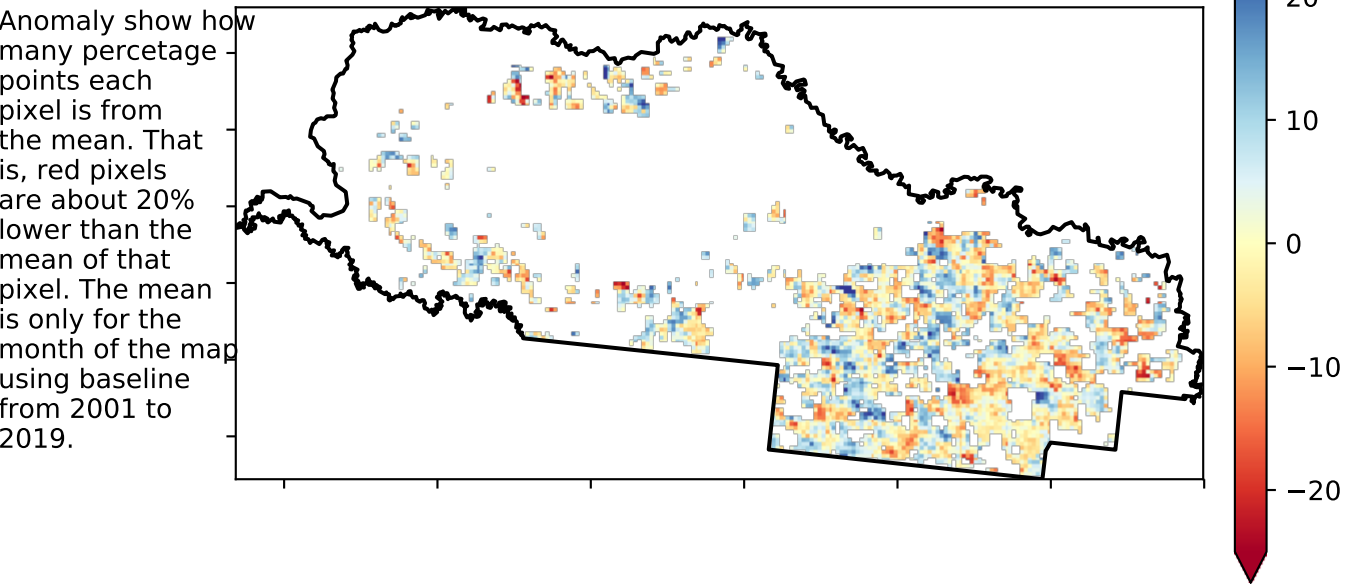 Anomaly show how
many percetage
points each
pixel is from
the mean. That
is, red pixels
are about 20%
lower than the
mean of that
pixel. The mean
is only for the
month of the map
using baseline
from 2001 to
2019.
20
10
0
−10
−20